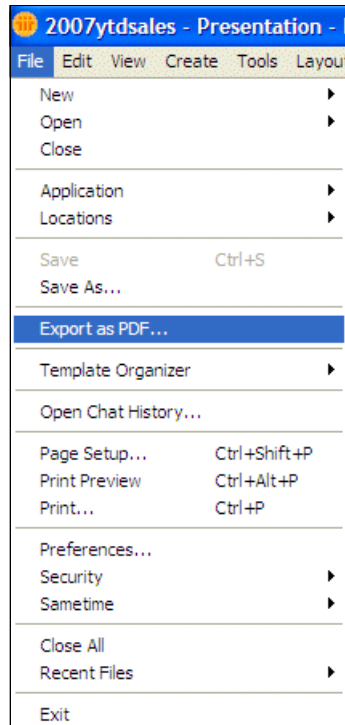 2007ytdsales - Presentation -
File Edit View Create Tools Layou
New
Open
Close
Application
Locations
Save Ctrl+S
Save As...
Export as PDF...
Template Organizer
Open Chat History...
Page Setup... Ctrl+Shift+P
Print Preview Ctrl+Alt+P
Print... Ctrl+P
Preferences...
Security
Sametime
Close All
Recent Files
Exit